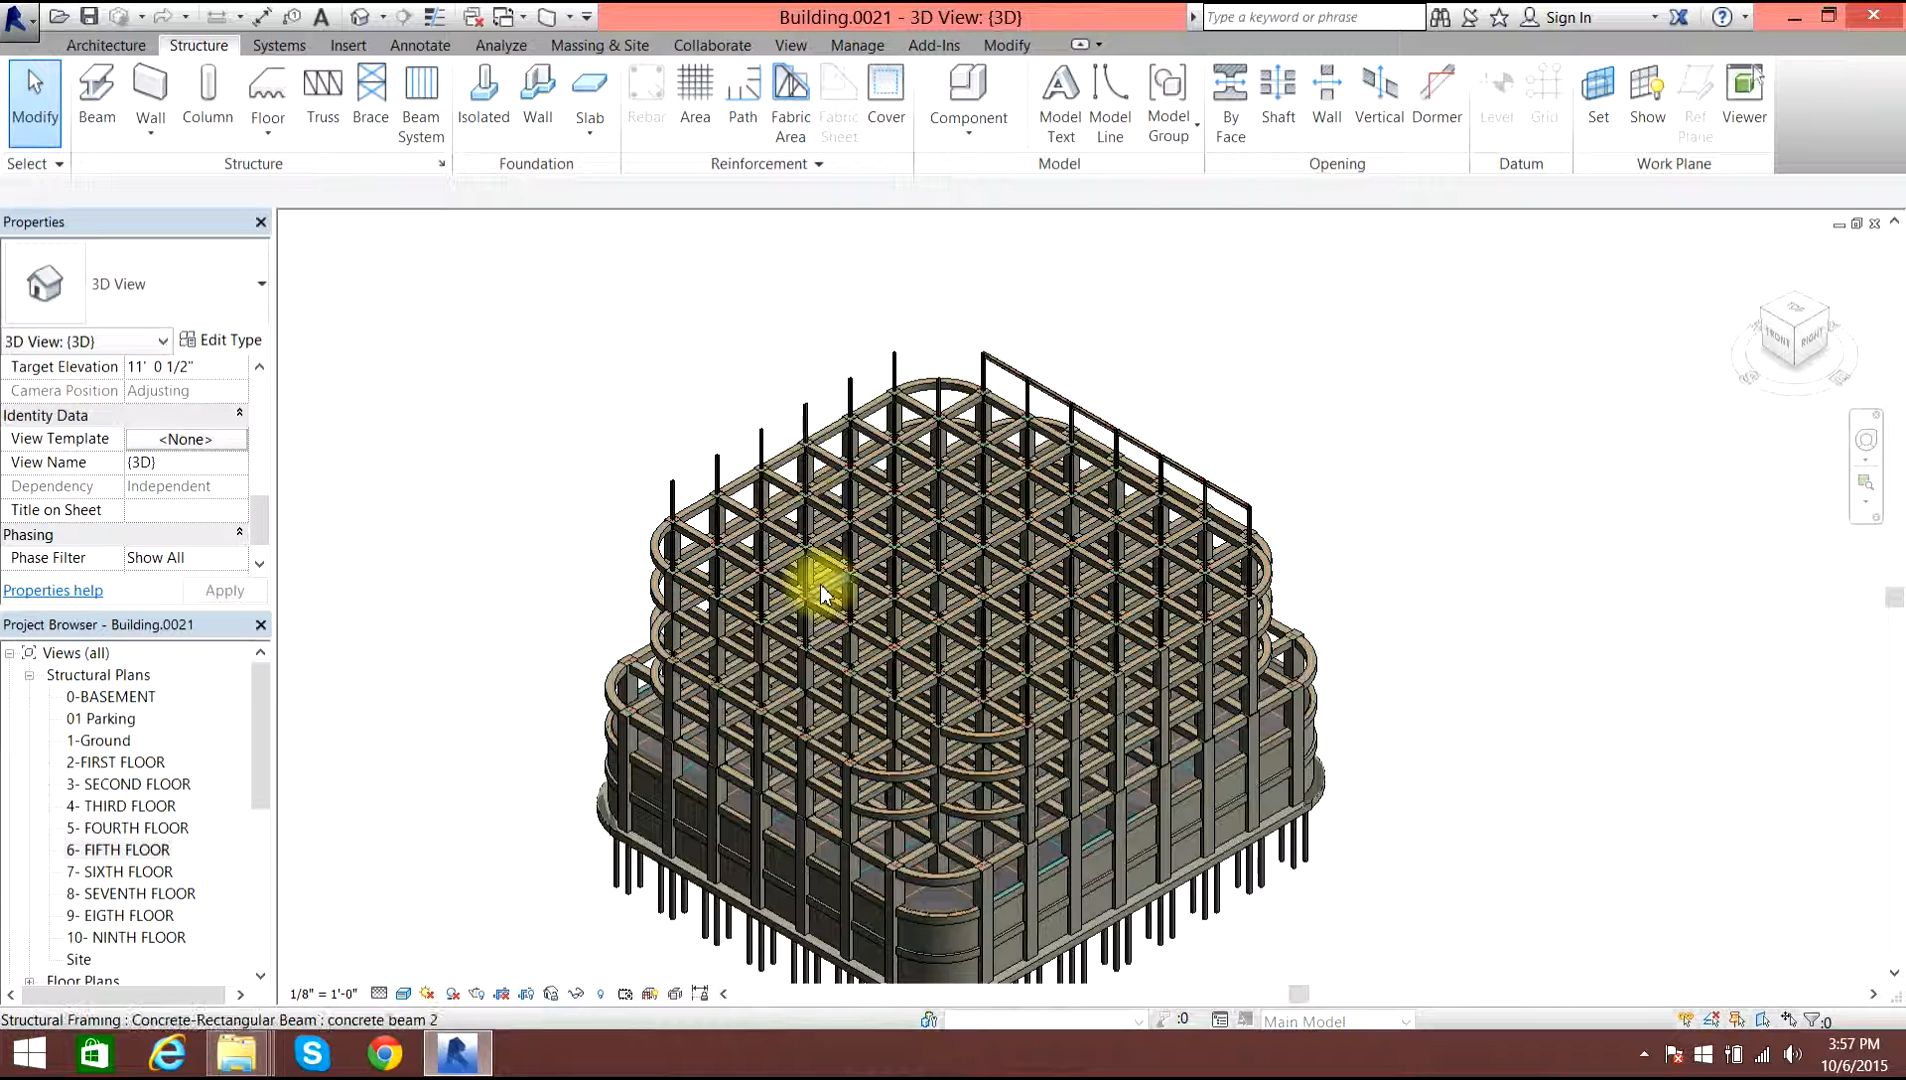 Building.0021 - 3D View: {3D}
Type a keyword or phrase
Sign In
Architecture Structure Systems Insert Annotate Analyze Massing & Site Collaborate View Manage Add-Ins Modify
Modify Beam Wall Column Floor Truss Brace Beam System Isolated Wall Slab Rebar Area Path Fabric Area Fabric Sheet Cover Component Model Text Model Line Model Group By Face Shaft Wall Vertical Dormer Level Grid Set Show Ref Plane Viewer
Select Structure Foundation Reinforcement Model Opening Datum Work Plane
Properties
3D View
3D View: {3D} Edit Type
Target Elevation 11' 0 1/2"
Camera Position Adjusting
Identity Data
View Template <None>
View Name {3D}
Dependency Independent
Title on Sheet
Phasing
Phase Filter Show All
Properties help Apply
Project Browser - Building.0021
Views (all)
Structural Plans
0-BASEMENT
01 Parking
1-Ground
2-FIRST FLOOR
3- SECOND FLOOR
4- THIRD FLOOR
5- FOURTH FLOOR
6- FIFTH FLOOR
7- SIXTH FLOOR
8- SEVENTH FLOOR
9- EIGTH FLOOR
10- NINTH FLOOR
Site
Floor Plans
TOP
FRONT
RIGHT
1/8" = 1'-0"
Structural Framing : Concrete-Rectangular Beam : concrete beam 2
:0
Main Model
:0
3:57 PM
10/6/2015